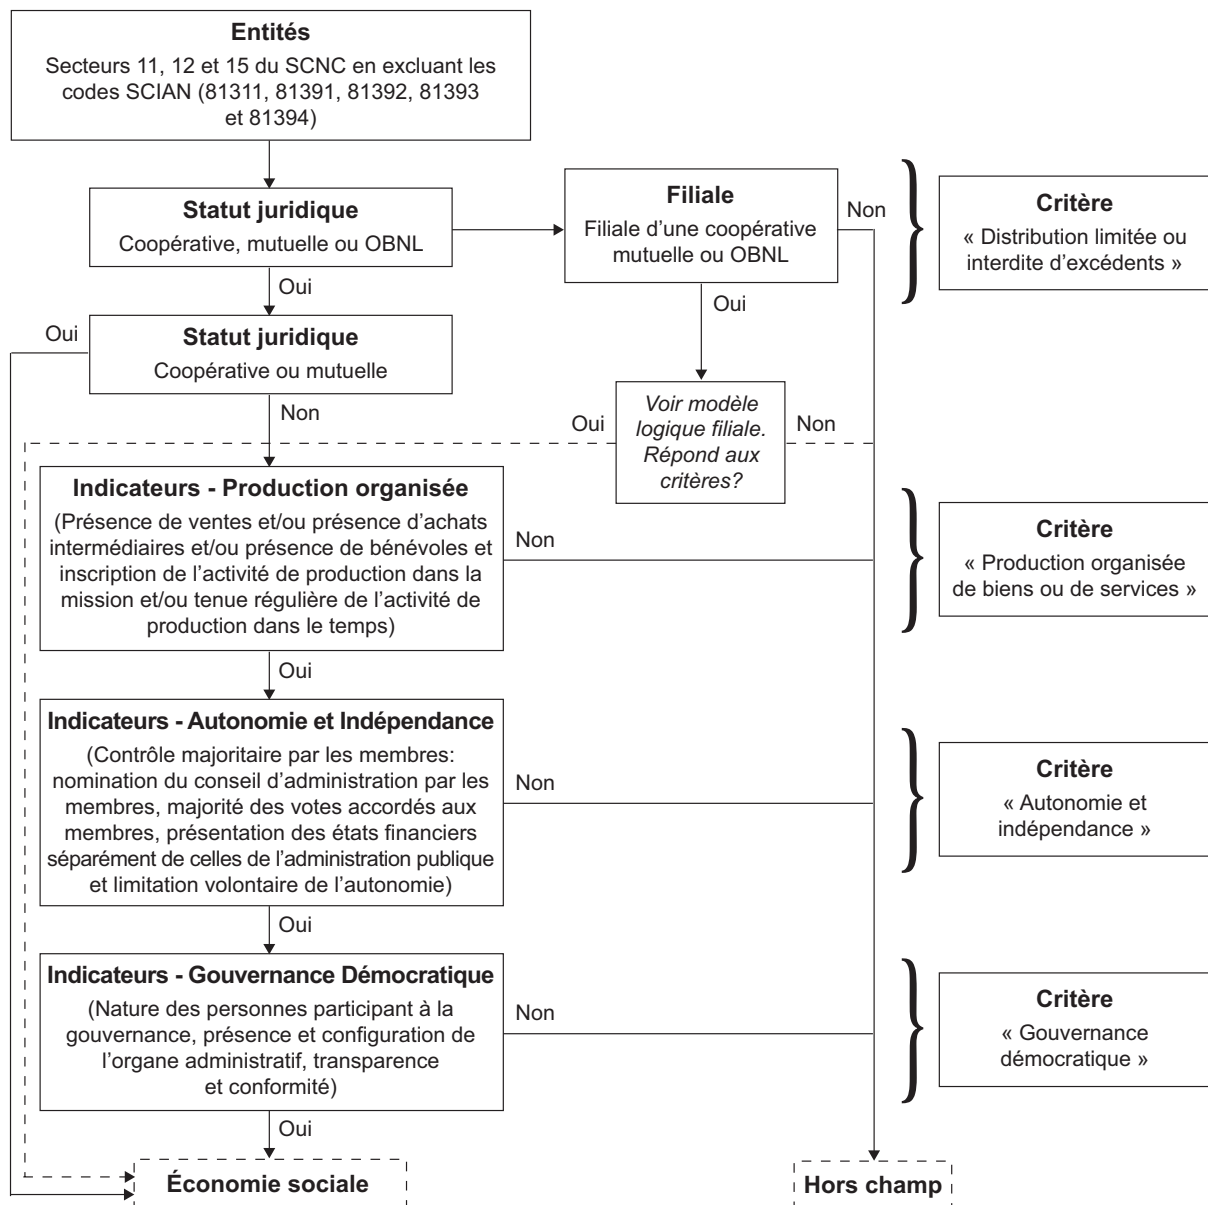 Entités
Secteurs 11, 12 et 15 du SCNC en excluant les
codes SCIAN (81311, 81391, 81392, 81393
et 81394)
Statut juridique
Coopérative, mutuelle ou OBNL
Filiale
Filiale d'une coopérative
mutuelle ou OBNL
Non
Critère
« Distribution limitée ou
interdite d'excédents »
Oui
Oui
Oui
Statut juridique
Coopérative ou mutuelle
Non
Oui
Voir modèle
logique filiale.
Répond aux
critères?
Non
Indicateurs - Production organisée
(Présence de ventes et/ou présence d'achats
intermédiaires et/ou présence de bénévoles et
inscription de l'activité de production dans la
mission et/ou tenue régulière de l'activité de
production dans le temps)
Non
Critère
« Production organisée
de biens ou de services »
Oui
Indicateurs - Autonomie et Indépendance
(Contrôle majoritaire par les membres:
nomination du conseil d'administration par les
membres, majorité des votes accordés aux
membres, présentation des états financiers
séparément de celles de l'administration publique
et limitation volontaire de l'autonomie)
Non
Critère
« Autonomie et
indépendance »
Oui
Indicateurs - Gouvernance Démocratique
(Nature des personnes participant à la
gouvernance, présence et configuration de
l'organe administratif, transparence
et conformité)
Non
Critère
« Gouvernance
démocratique »
Oui
Économie sociale
Hors champ